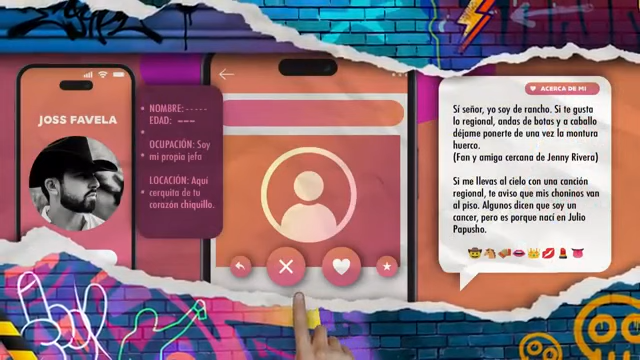 JOSS FAVELA
NOMBRE: - - - - -
EDAD: ---
OCUPACIÓN: Soy
mi propia jefa
LOCACIÓN: Aquí
cerquita de tu
corazón chiquillo.
ACERCA DE MI
Sí señor, yo soy de rancho. Si te gusta
lo regional, andas de botas y a caballo
déjame ponerte de una vez la montura
huerco.
(Fan y amiga cercana de Jenny Rivera)
Si me llevas al cielo con una canción
regional, te aviso que mis choninos van
al piso. Algunos dicen que soy un
cancer, pero es porque nací en Julio
Papusho.